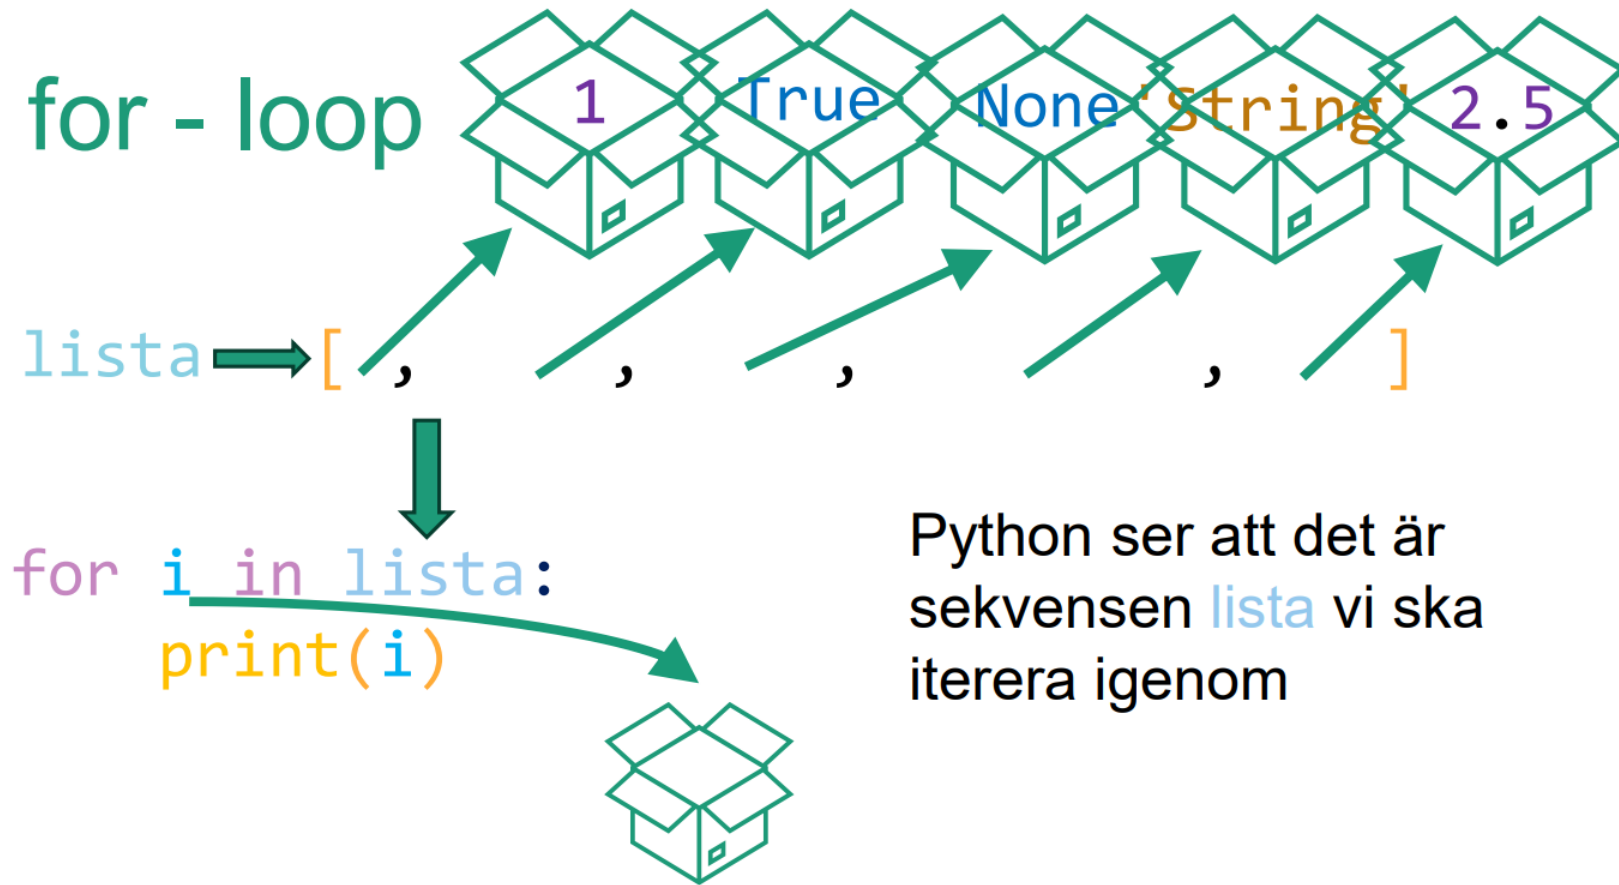 for - loop
1 True None 'String' 2.5
lista [ , , , , ]
for i in lista:
print(i)
Python ser att det är
sekvensen lista vi ska
iterera igenom